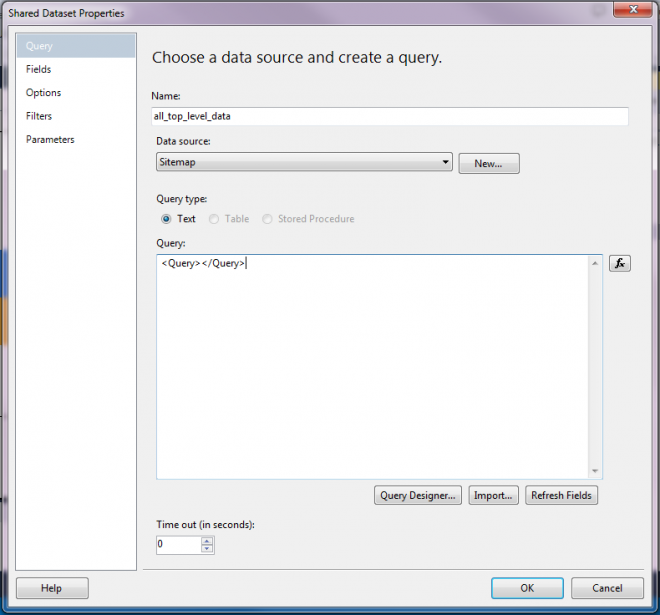 Shared Dataset Properties
Query
Fields
Options
Filters
Parameters
Choose a data source and create a query.
Name:
all_top_level_data
Data source:
Sitemap
New...
Query type:
Text Table Stored Procedure
Query:
<Query></Query>
fx
Query Designer... Import... Refresh Fields
Time out (in seconds):
0
Help OK Cancel